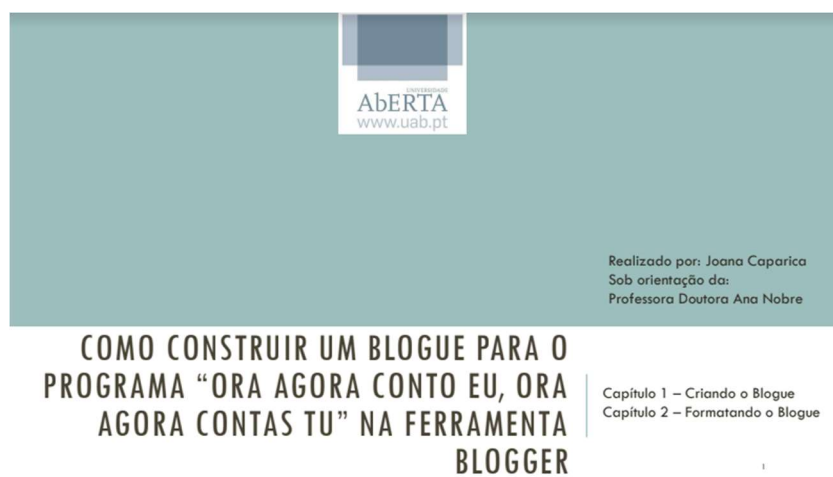 UNIVERSIDADE
AbERTA
www.uab.pt
Realizado por: Joana Caparica
Sob orientação da:
Professora Doutora Ana Nobre
COMO CONSTRUIR UM BLOGUE PARA O
PROGRAMA “ORA AGORA CONTO EU, ORA
AGORA CONTAS TU” NA FERRAMENTA
BLOGGER
Capítulo 1 – Criando o Blogue
Capítulo 2 – Formatando o Blogue
1